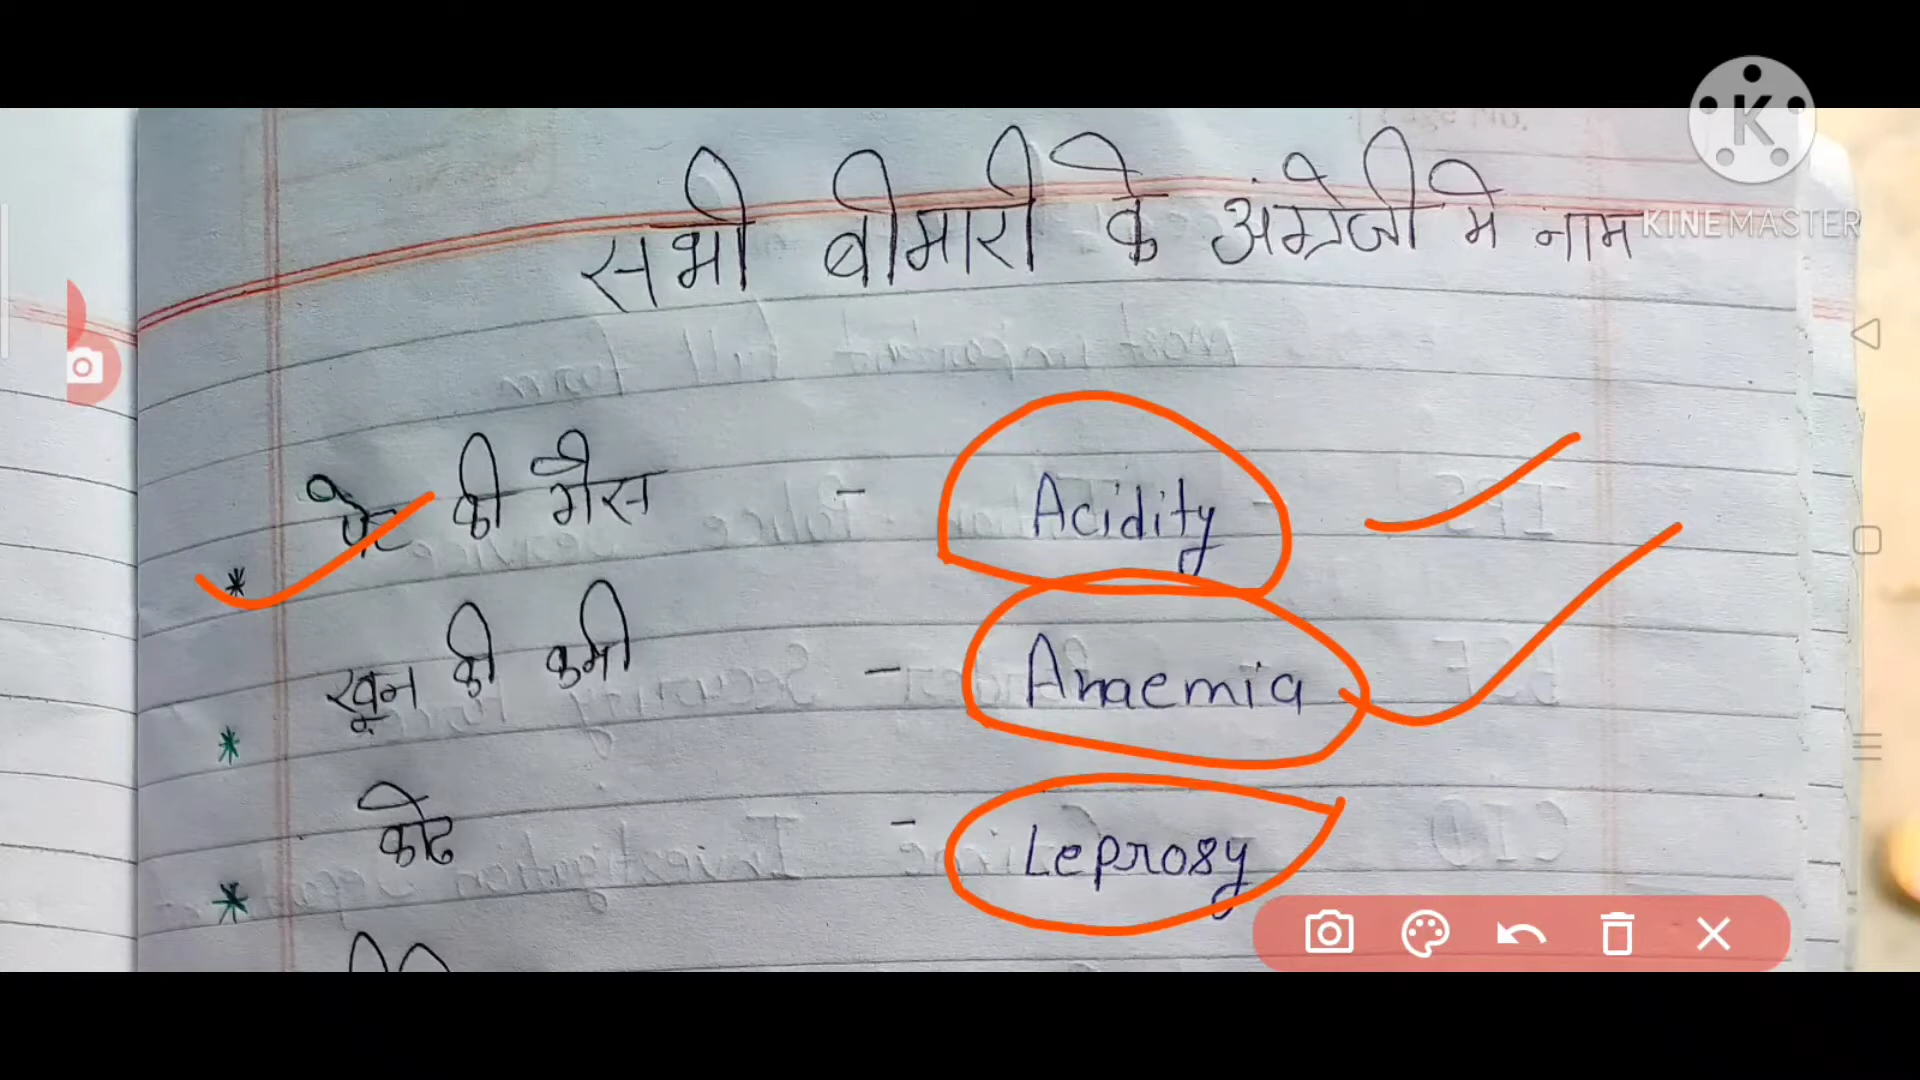 KINEMASTER
सभी बीमारी के अंग्रेजी मे नाम
पेट की गैस - Acidity
खून की कमी - Anaemia
कोढ - Leprosy